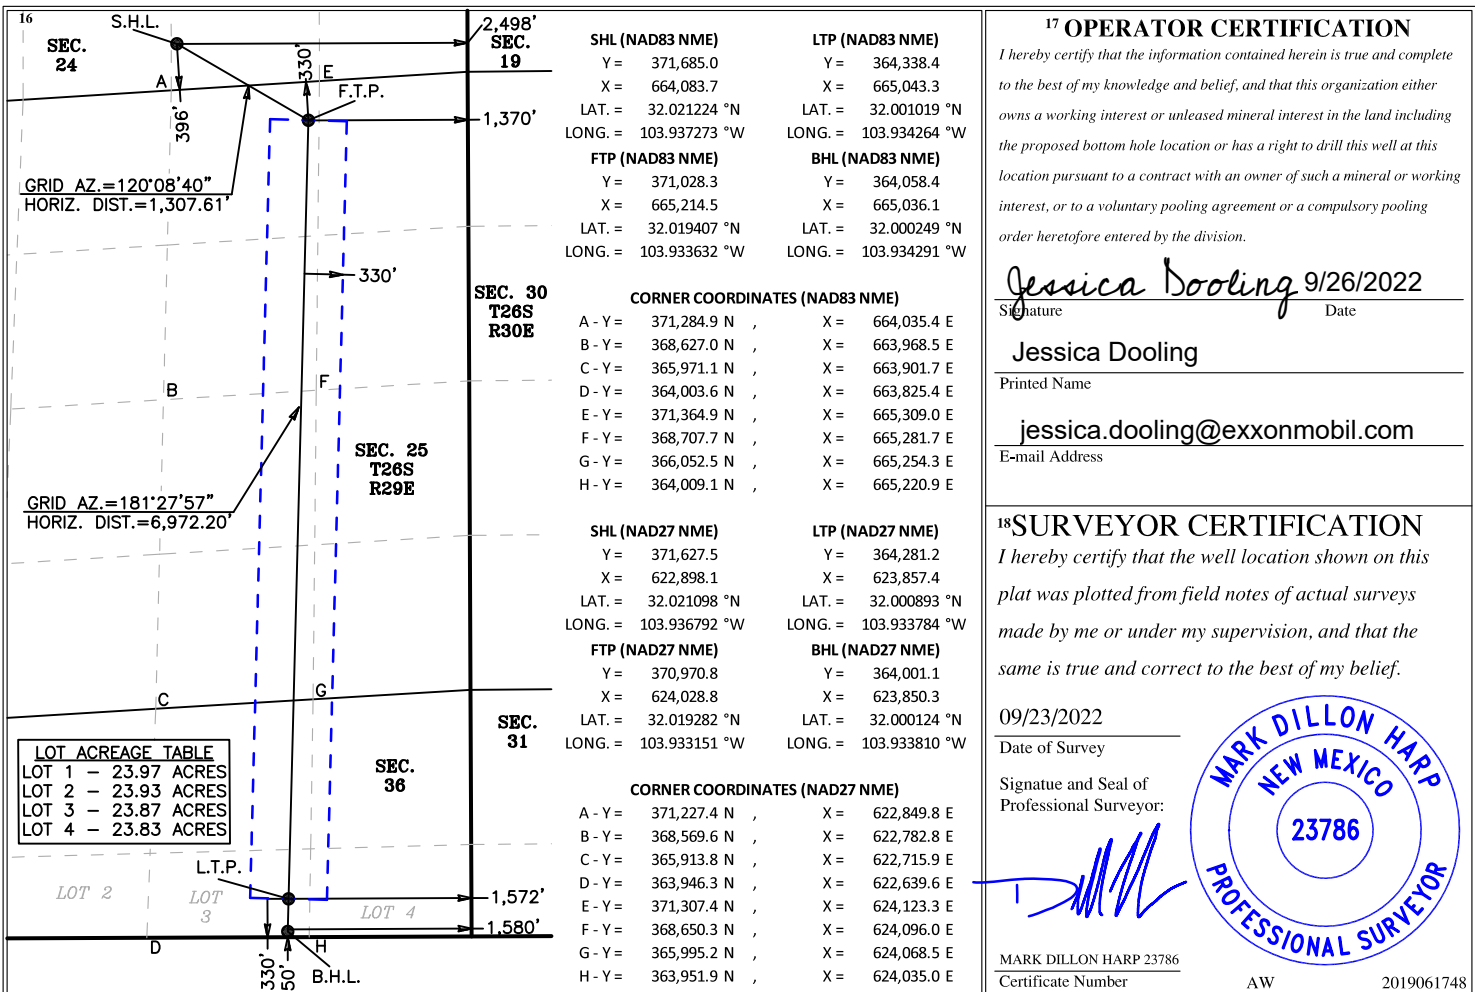 16
S.H.L.
SEC.
24
2,498'
SEC.
19
330'
A
E
F.T.P.
396'
1,370'
GRID AZ.=120°08'40"
HORIZ. DIST.=1,307.61'
330'
SEC. 30
T26S
R30E
B
F
SEC. 25
T26S
R29E
GRID AZ.=181°27'57"
HORIZ. DIST.=6,972.20'
C
G
SEC.
31
SEC.
36
LOT ACREAGE TABLE
LOT 1 – 23.97 ACRES
LOT 2 – 23.93 ACRES
LOT 3 – 23.87 ACRES
LOT 4 – 23.83 ACRES
L.T.P.
LOT 2
LOT
3
LOT 4
1,572'
1,580'
D
H
330'
50'
B.H.L.
SHL (NAD83 NME)
Y = 371,685.0
X = 664,083.7
LAT. = 32.021224 °N
LONG. = 103.937273 °W
LTP (NAD83 NME)
Y = 364,338.4
X = 665,043.3
LAT. = 32.001019 °N
LONG. = 103.934264 °W
FTP (NAD83 NME)
Y = 371,028.3
X = 665,214.5
LAT. = 32.019407 °N
LONG. = 103.933632 °W
BHL (NAD83 NME)
Y = 364,058.4
X = 665,036.1
LAT. = 32.000249 °N
LONG. = 103.934291 °W
CORNER COORDINATES (NAD83 NME)
A - Y = 371,284.9 N , X = 664,035.4 E
B - Y = 368,627.0 N , X = 663,968.5 E
C - Y = 365,971.1 N , X = 663,901.7 E
D - Y = 364,003.6 N , X = 663,825.4 E
E - Y = 371,364.9 N , X = 665,309.0 E
F - Y = 368,707.7 N , X = 665,281.7 E
G - Y = 366,052.5 N , X = 665,254.3 E
H - Y = 364,009.1 N , X = 665,220.9 E
SHL (NAD27 NME)
Y = 371,627.5
X = 622,898.1
LAT. = 32.021098 °N
LONG. = 103.936792 °W
LTP (NAD27 NME)
Y = 364,281.2
X = 623,857.4
LAT. = 32.000893 °N
LONG. = 103.933784 °W
FTP (NAD27 NME)
Y = 370,970.8
X = 624,028.8
LAT. = 32.019282 °N
LONG. = 103.933151 °W
BHL (NAD27 NME)
Y = 364,001.1
X = 623,850.3
LAT. = 32.000124 °N
LONG. = 103.933810 °W
CORNER COORDINATES (NAD27 NME)
A - Y = 371,227.4 N , X = 622,849.8 E
B - Y = 368,569.6 N , X = 622,782.8 E
C - Y = 365,913.8 N , X = 622,715.9 E
D - Y = 363,946.3 N , X = 622,639.6 E
E - Y = 371,307.4 N , X = 624,123.3 E
F - Y = 368,650.3 N , X = 624,096.0 E
G - Y = 365,995.2 N , X = 624,068.5 E
H - Y = 363,951.9 N , X = 624,035.0 E
17 OPERATOR CERTIFICATION
I hereby certify that the information contained herein is true and complete
to the best of my knowledge and belief, and that this organization either
owns a working interest or unleased mineral interest in the land including
the proposed bottom hole location or has a right to drill this well at this
location pursuant to a contract with an owner of such a mineral or working
interest, or to a voluntary pooling agreement or a compulsory pooling
order heretofore entered by the division.
Jessica Dooling 9/26/2022
Signature Date
Jessica Dooling
Printed Name
jessica.dooling@exxonmobil.com
E-mail Address
18 SURVEYOR CERTIFICATION
I hereby certify that the well location shown on this
plat was plotted from field notes of actual surveys
made by me or under my supervision, and that the
same is true and correct to the best of my belief.
09/23/2022
Date of Survey
Signatue and Seal of
Professional Surveyor:
MARK DILLON HARP
NEW MEXICO
23786
PROFESSIONAL SURVEYOR
MARK DILLON HARP 23786
Certificate Number
AW
2019061748